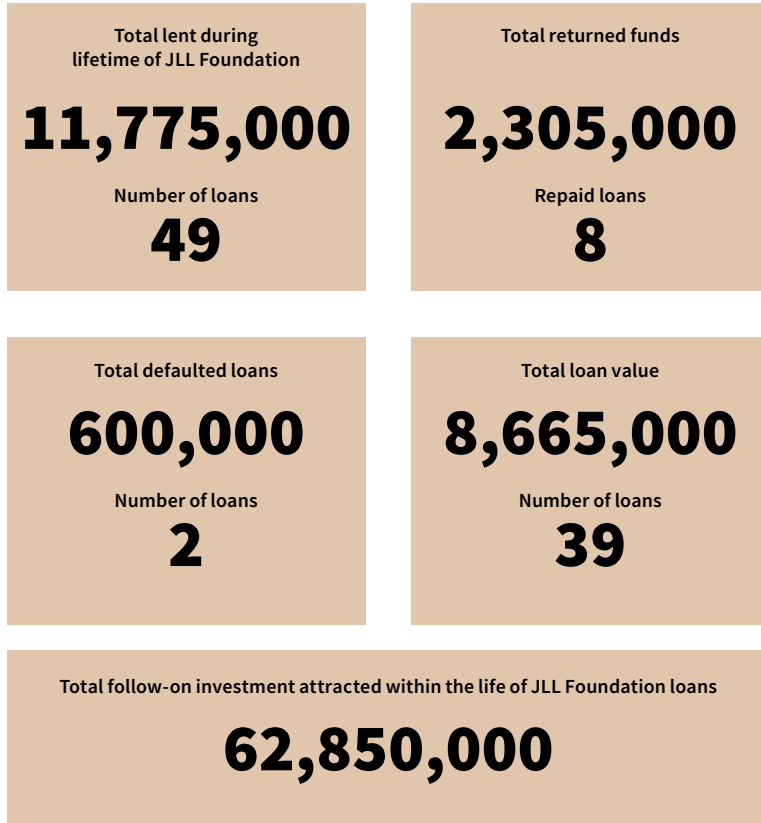 Total lent during
lifetime of JLL Foundation
11,775,000
Number of loans
49
Total returned funds
2,305,000
Repaid loans
8
Total defaulted loans
600,000
Number of loans
2
Total loan value
8,665,000
Number of loans
39
Total follow-on investment attracted within the life of JLL Foundation loans
62,850,000